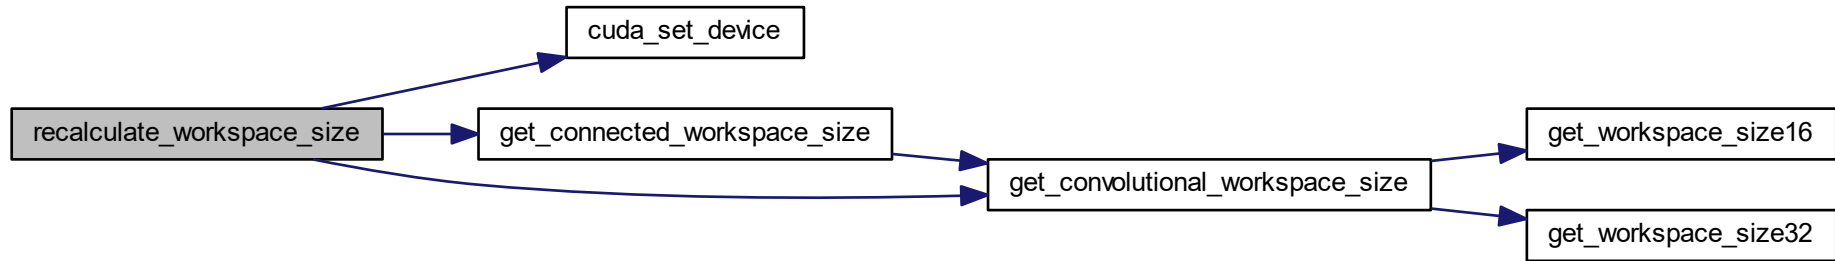 cuda_set_device
recalculate_workspace_size
get_connected_workspace_size
get_convolutional_workspace_size
get_workspace_size16
get_workspace_size32